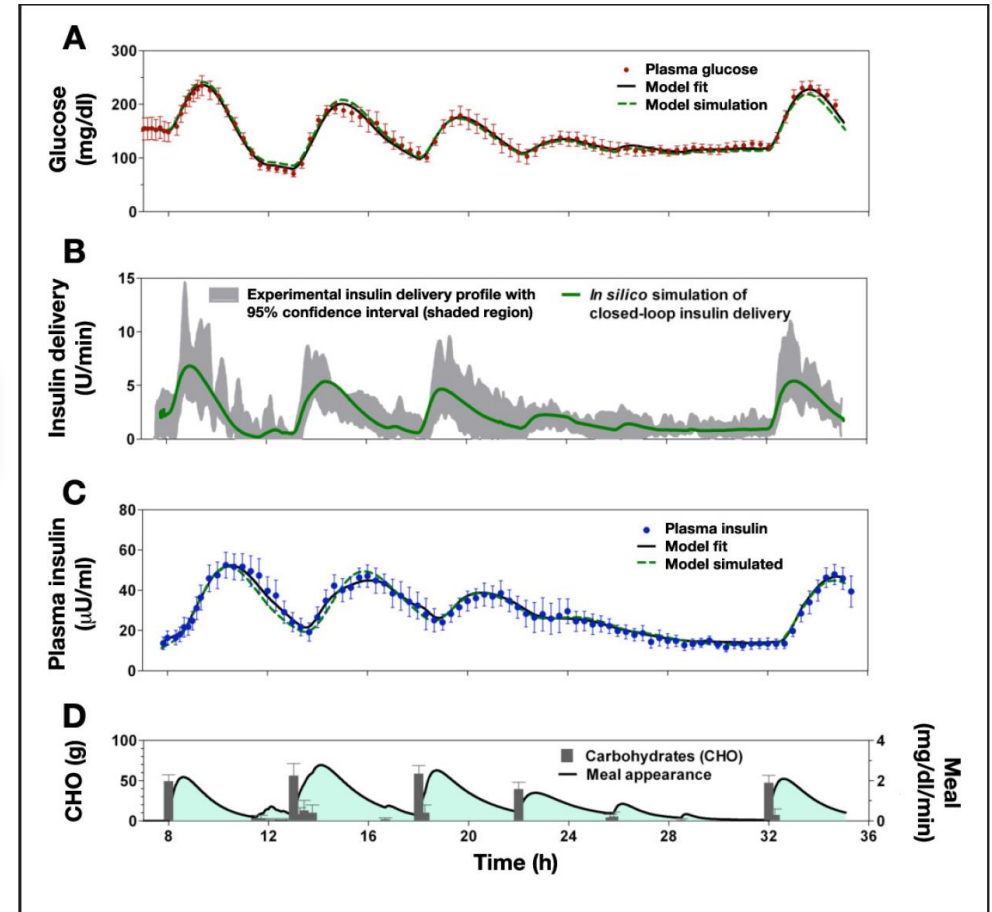 A
Glucose
(mg/dl)
300
200
100
0
Plasma glucose
Model fit
Model simulation
B
Insulin delivery
(U/min)
15
10
5
0
Experimental insulin delivery profile with
95% confidence interval (shaded region)
In silico simulation of
closed-loop insulin delivery
C
Plasma insulin
(µU/ml)
80
60
40
20
0
Plasma insulin
Model fit
Model simulated
D
CHO (g)
100
50
0
Carbohydrates (CHO)
Meal appearance
4
2
0
Meal
(mg/dl/min)
8 12 16 20 24 28 32 36
Time (h)